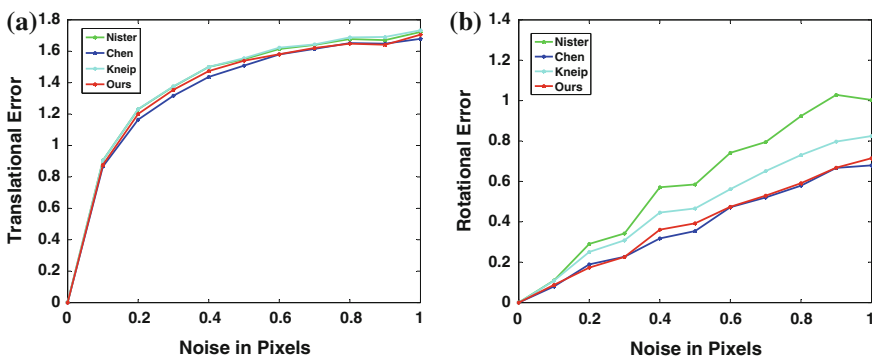 (a)
1.8
1.6
1.4
1.2
1
0.8
0.6
0.4
0.2
0
Translational Error
Nister
Chen
Kneip
Ours
0
0.2
0.4
0.6
0.8
1
Noise in Pixels
(b)
1.4
1.2
1
0.8
0.6
0.4
0.2
0
Rotational Error
Nister
Chen
Kneip
Ours
0
0.2
0.4
0.6
0.8
1
Noise in Pixels